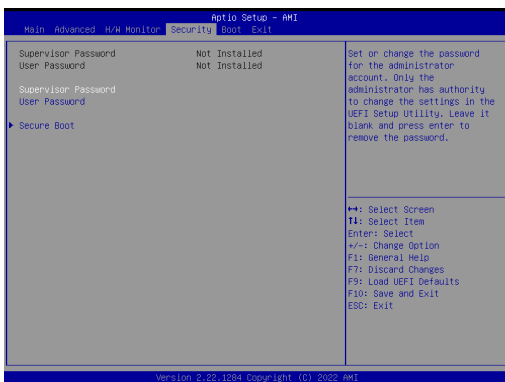 Aptio Setup - AMI
Main Advanced H/W Monitor Security Boot Exit
Supervisor Password Not Installed
User Password Not Installed
Supervisor Password
User Password
Secure Boot
Set or change the password
for the administrator
account. Only the
administrator has authority
to change the settings in the
UEFI Setup Utility. Leave it
blank and press enter to
remove the password.
↔: Select Screen
↑↓: Select Item
Enter: Select
+/-: Change Option
F1: General Help
F7: Discard Changes
F9: Load UEFI Defaults
F10: Save and Exit
ESC: Exit
Version 2.22.1284 Copyright (C) 2022 AMI